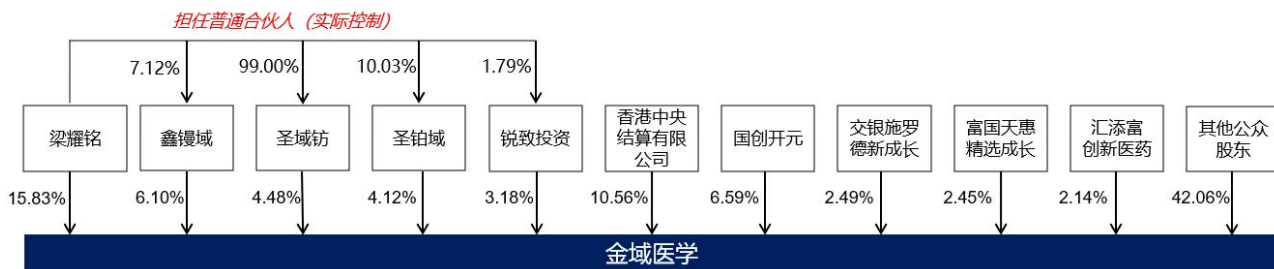 担任普通合伙人（实际控制）
7.12%
99.00%
10.03%
1.79%
梁耀铭
鑫镘域
圣域钫
圣铂域
锐致投资
香港中央
结算有限
公司
国创开元
交银施罗
德新成长
富国天惠
精选成长
汇添富
创新医药
其他公众
股东
15.83%
6.10%
4.48%
4.12%
3.18%
10.56%
6.59%
2.49%
2.45%
2.14%
42.06%
金域医学